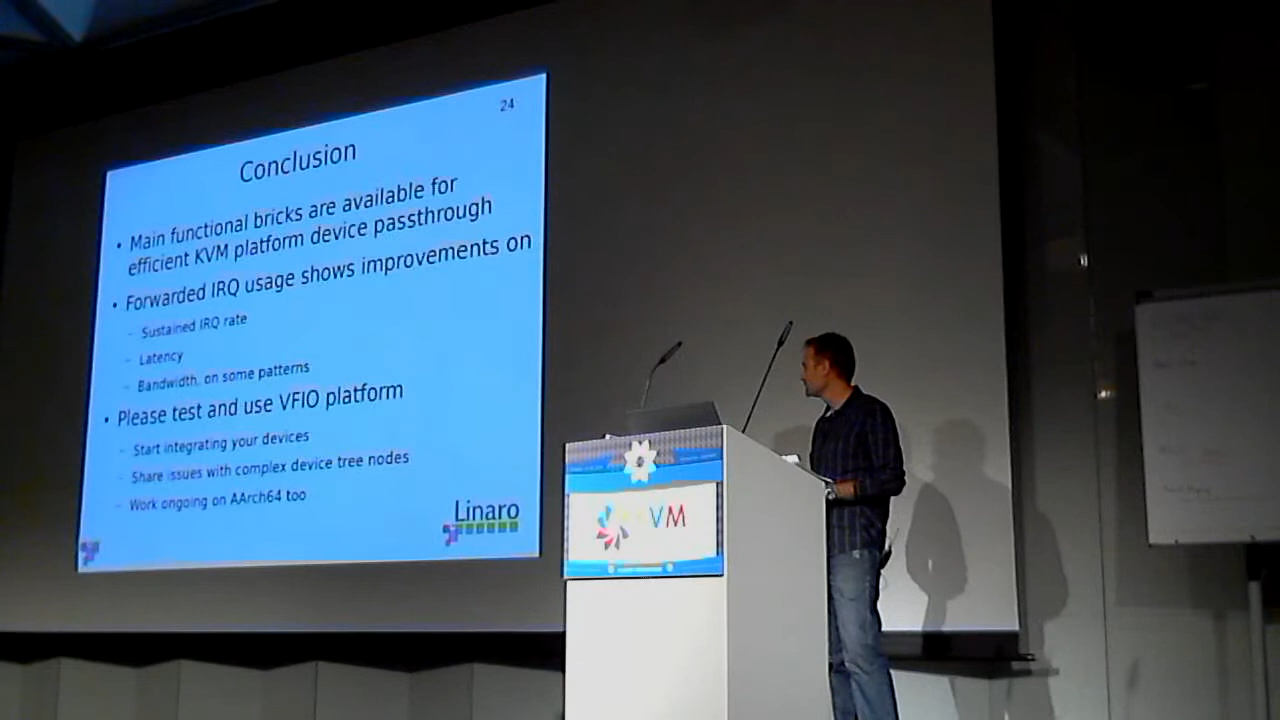 24
Conclusion
• Main functional bricks are available for
efficient KVM platform device passthrough
• Forwarded IRQ usage shows improvements on
– Sustained IRQ rate
– Latency
– Bandwidth, on some patterns
• Please test and use VFIO platform
– Start integrating your devices
– Share issues with complex device tree nodes
– Work ongoing on AArch64 too
Linaro
VM